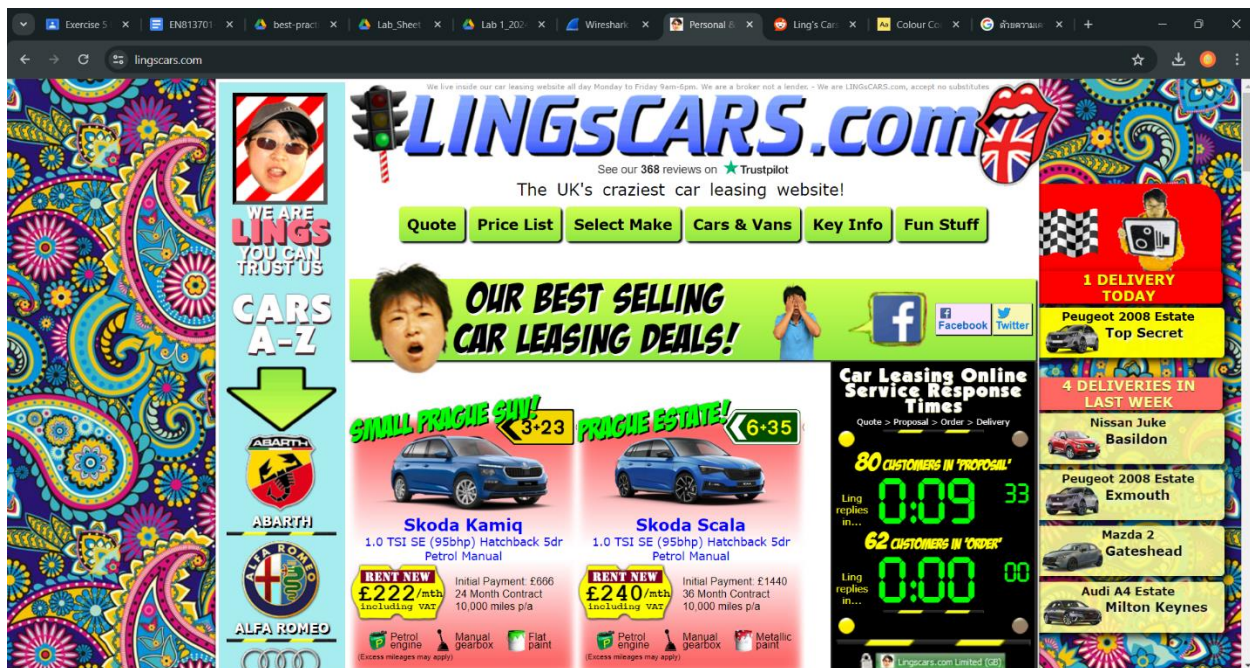 Exercise 5
EN813701-
best-pract
Lab_Sheet
Lab 1_202
Wireshark
Personal &
Ling's Cars
Colour Co
lingscars.com
We live inside our car leasing website all day Monday to Friday 9am-6pm. We are a broker not a lender. - We are LINGsCARS.com, accept no substitutes
LINGsCARS.com
See our 368 reviews on Trustpilot
The UK's craziest car leasing website!
Quote Price List Select Make Cars & Vans Key Info Fun Stuff
WE ARE
LINGS
YOU CAN
TRUST US
CARS
A-Z
ABARTH
ABARTH
ALFA ROMEO
ALFA ROMEO
OUR BEST SELLING
CAR LEASING DEALS!
Facebook
Twitter
SMALL PRAGUE SUV!
3+23
Skoda Kamiq
1.0 TSI SE (95bhp) Hatchback 5dr
Petrol Manual
RENT NEW
£222/mth
including VAT
Initial Payment: £666
24 Month Contract
10,000 miles p/a
Petrol engine
Manual gearbox
Flat paint
(Excess mileages may apply)
PRAGUE ESTATE!
6+35
Skoda Scala
1.0 TSI SE (95bhp) Hatchback 5dr
Petrol Manual
RENT NEW
£240/mth
including VAT
Initial Payment: £1440
36 Month Contract
10,000 miles p/a
Petrol engine
Manual gearbox
Metallic paint
(Excess mileages may apply)
Car Leasing Online
Service Response
Times
Quote > Proposal > Order > Delivery
80 CUSTOMERS IN 'PROPOSAL'
Ling replies in... 0:09 33
62 CUSTOMERS IN 'ORDER'
Ling replies in... 0:00 00
Lingscars.com Limited (GB)
1 DELIVERY
TODAY
Peugeot 2008 Estate
Top Secret
4 DELIVERIES IN
LAST WEEK
Nissan Juke
Basildon
Peugeot 2008 Estate
Exmouth
Mazda 2
Gateshead
Audi A4 Estate
Milton Keynes